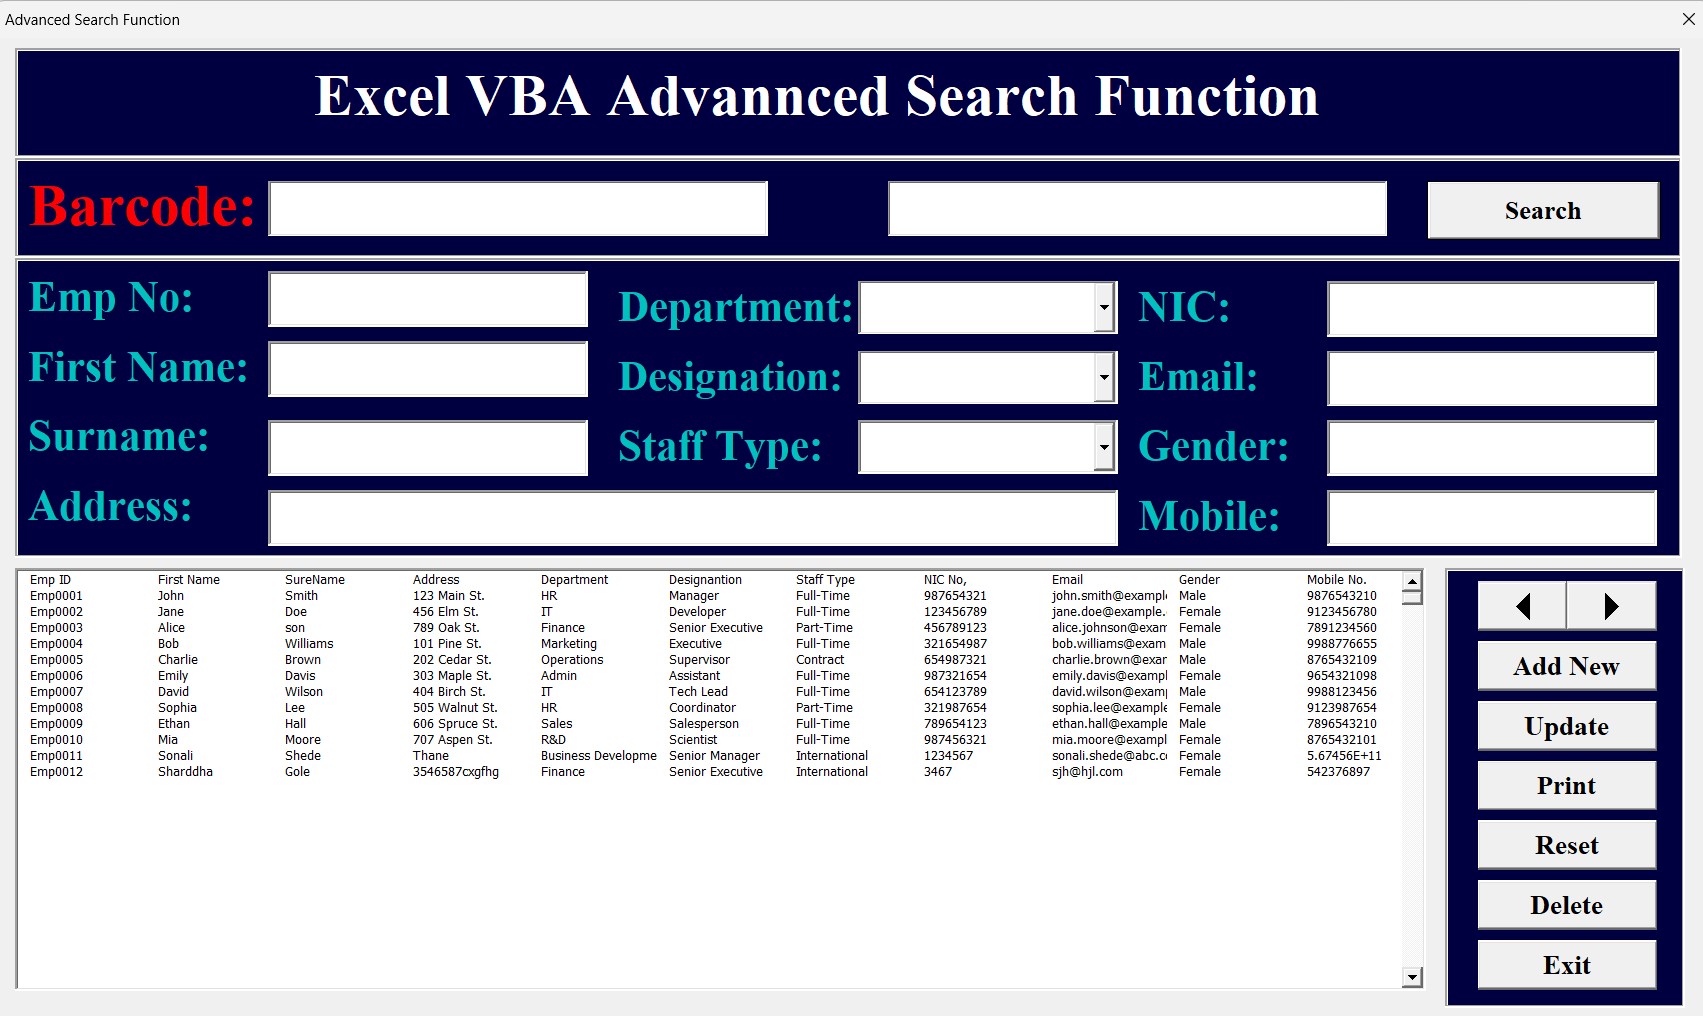 Advanced Search Function
Excel VBA Advannced Search Function
Barcode: Search
Emp No: Department: NIC:
First Name: Designation: Email:
Surname: Staff Type: Gender:
Address: Mobile:
Emp ID First Name SureName Address Department Designantion Staff Type NIC No, Email Gender Mobile No.
Emp0001 John Smith 123 Main St. HR Manager Full-Time 987654321 john.smith@example Male 9876543210
Emp0002 Jane Doe 456 Elm St. IT Developer Full-Time 123456789 jane.doe@example. Female 9123456780
Emp0003 Alice son 789 Oak St. Finance Senior Executive Part-Time 456789123 alice.johnson@exam Female 7891234560
Emp0004 Bob Williams 101 Pine St. Marketing Executive Full-Time 321654987 bob.williams@exam Male 9988776655
Emp0005 Charlie Brown 202 Cedar St. Operations Supervisor Contract 654987321 charlie.brown@exar Male 8765432109
Emp0006 Emily Davis 303 Maple St. Admin Assistant Full-Time 987321654 emily.davis@examp Female 9654321098
Emp0007 David Wilson 404 Birch St. IT Tech Lead Full-Time 654123789 david.wilson@examp Male 9988123456
Emp0008 Sophia Lee 505 Walnut St. HR Coordinator Part-Time 321987654 sophia.lee@example Female 9123987654
Emp0009 Ethan Hall 606 Spruce St. Sales Salesperson Full-Time 789654123 ethan.hall@example Male 7896543210
Emp0010 Mia Moore 707 Aspen St. R&D Scientist Full-Time 987456321 mia.moore@exampl Female 8765432101
Emp0011 Sonali Shede Thane Business Developme Senior Manager International 1234567 sonali.shede@abc.c Female 5.67456E+11
Emp0012 Sharddha Gole 3546587cxgfhg Finance Senior Executive International 3467 sjh@hjl.com Female 542376897
Add New
Update
Print
Reset
Delete
Exit